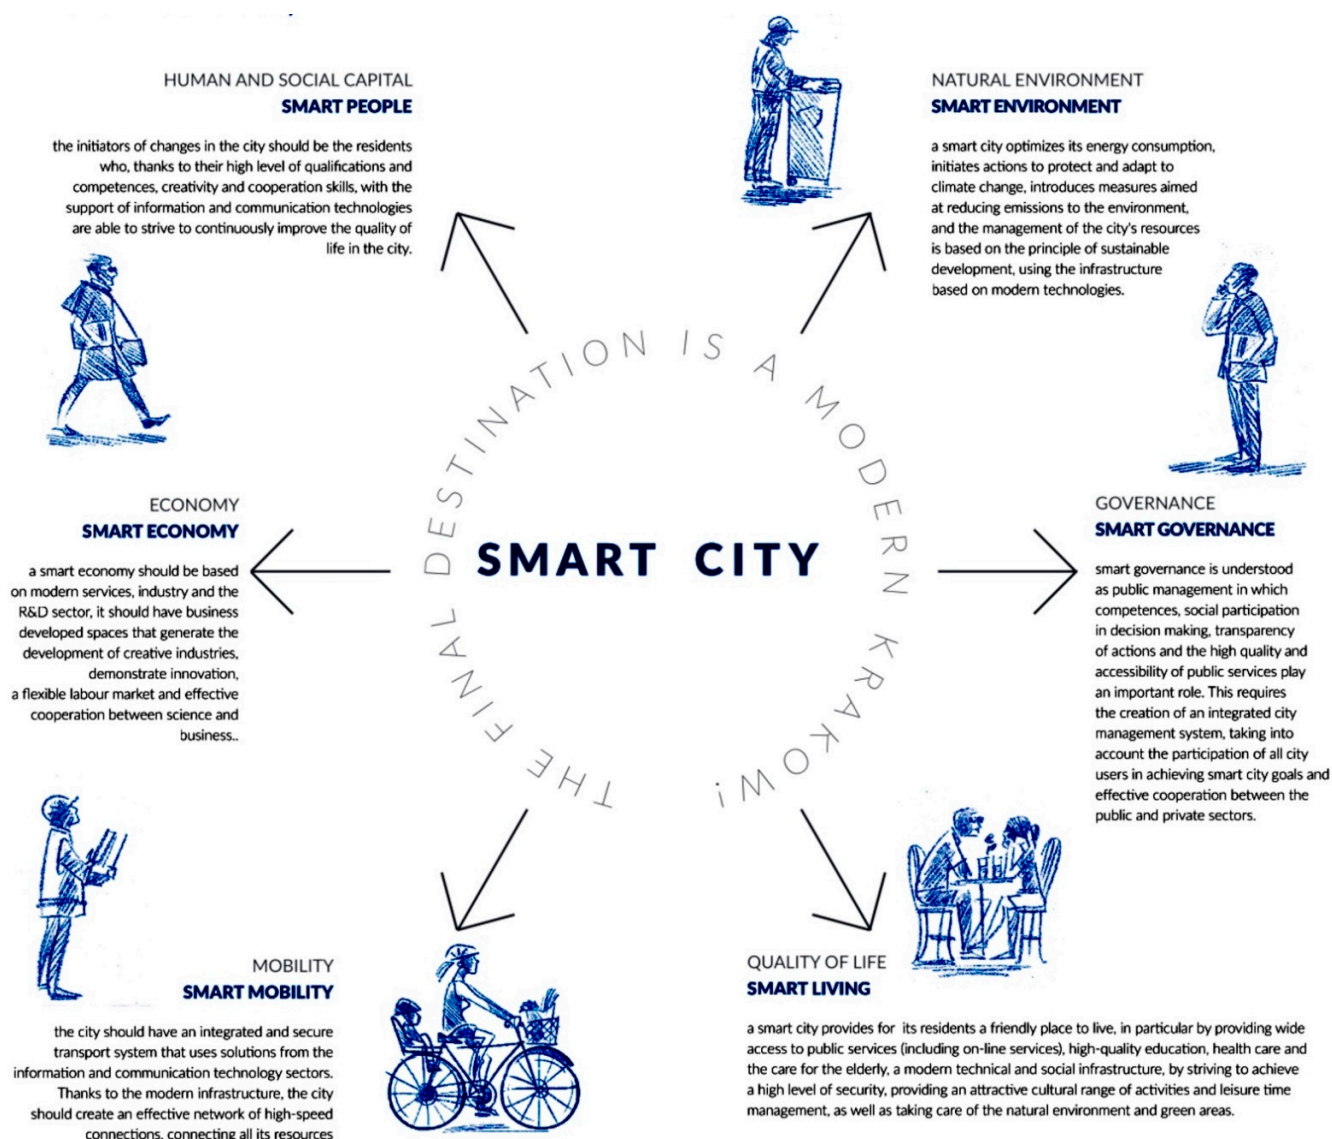 HUMAN AND SOCIAL CAPITAL
SMART PEOPLE
the initiators of changes in the city should be the residents
who, thanks to their high level of qualifications and
competences, creativity and cooperation skills, with the
support of information and communication technologies
are able to strive to continuously improve the quality of
life in the city.
NATURAL ENVIRONMENT
SMART ENVIRONMENT
a smart city optimizes its energy consumption,
initiates actions to protect and adapt to
climate change, introduces measures aimed
at reducing emissions to the environment,
and the management of the city's resources
is based on the principle of sustainable
development, using the infrastructure
based on modern technologies.
THE FINAL DESTINATION IS A MODERN KRAKOW!
SMART CITY
ECONOMY
SMART ECONOMY
a smart economy should be based
on modern services, industry and the
R&D sector, it should have business
developed spaces that generate the
development of creative industries,
demonstrate innovation,
a flexible labour market and effective
cooperation between science and
business..
GOVERNANCE
SMART GOVERNANCE
smart governance is understood
as public management in which
competences, social participation
in decision making, transparency
of actions and the high quality and
accessibility of public services play
an important role. This requires
the creation of an integrated city
management system, taking into
account the participation of all city
users in achieving smart city goals and
effective cooperation between the
public and private sectors.
MOBILITY
SMART MOBILITY
the city should have an integrated and secure
transport system that uses solutions from the
information and communication technology sectors.
Thanks to the modern infrastructure, the city
should create an effective network of high-speed
connections, connecting all its resources
QUALITY OF LIFE
SMART LIVING
a smart city provides for its residents a friendly place to live, in particular by providing wide
access to public services (including on-line services), high-quality education, health care and
the care for the elderly, a modern technical and social infrastructure, by striving to achieve
a high level of security, providing an attractive cultural range of activities and leisure time
management, as well as taking care of the natural environment and green areas.